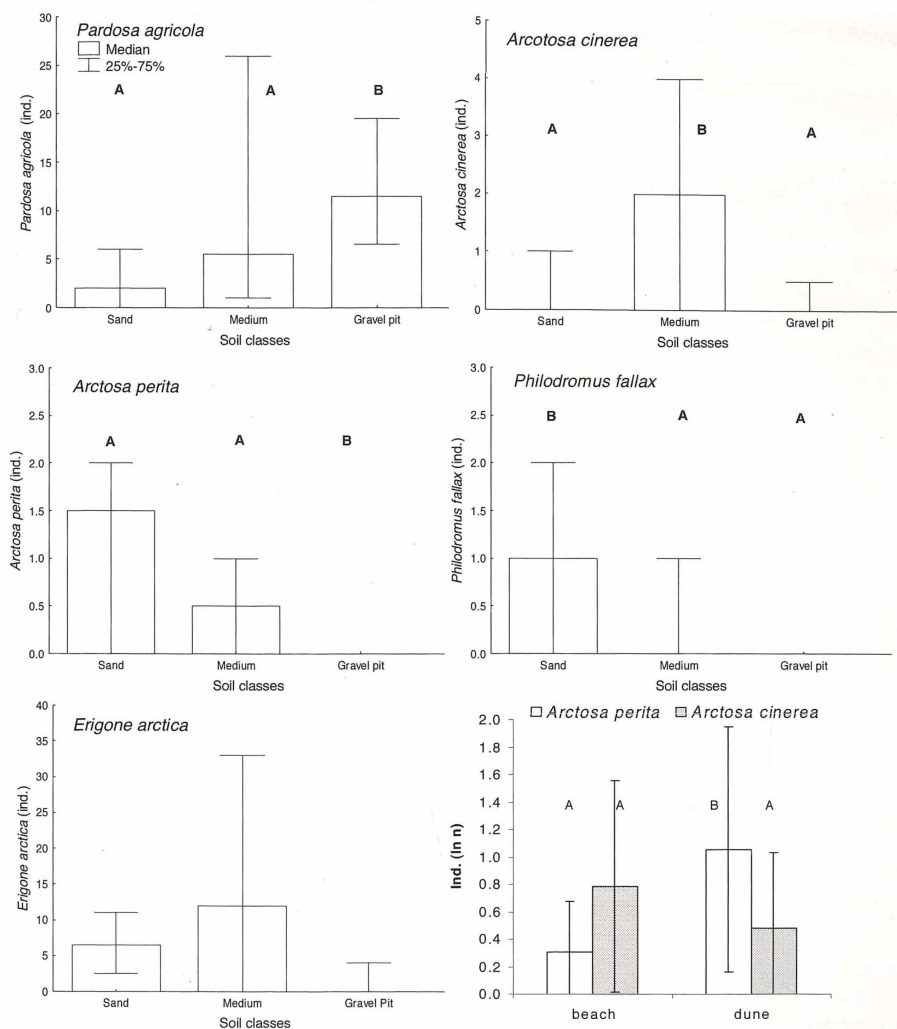 Pardosa agricola
Median
25%-75%
30
25
20
15
10
5
0
A
A
B
Pardosa agricola (ind.)
Sand
Medium
Gravel pit
Soil classes
Arcotosa cinerea
5
4
3
2
1
0
A
B
A
Arctosa cinerea (ind.)
Sand
Medium
Gravel pit
Soil classes
Arctosa perita
3.0
2.5
2.0
1.5
1.0
0.5
0.0
A
A
B
Arctosa perita (ind.)
Sand
Medium
Gravel pit
Soil classes
Philodromus fallax
3.0
2.5
2.0
1.5
1.0
0.5
0.0
B
A
A
Philodromus fallax (ind.)
Sand
Medium
Gravel pit
Soil classes
Erigone arctica
40
35
30
25
20
15
10
5
0
Erigone arctica (ind.)
Sand
Medium
Gravel Pit
Soil classes
Arctosa perita
Arctosa cinerea
2.0
1.8
1.6
1.4
1.2
1.0
0.8
0.6
0.4
0.2
0.0
A
A
B
A
Ind. (ln n)
beach
dune